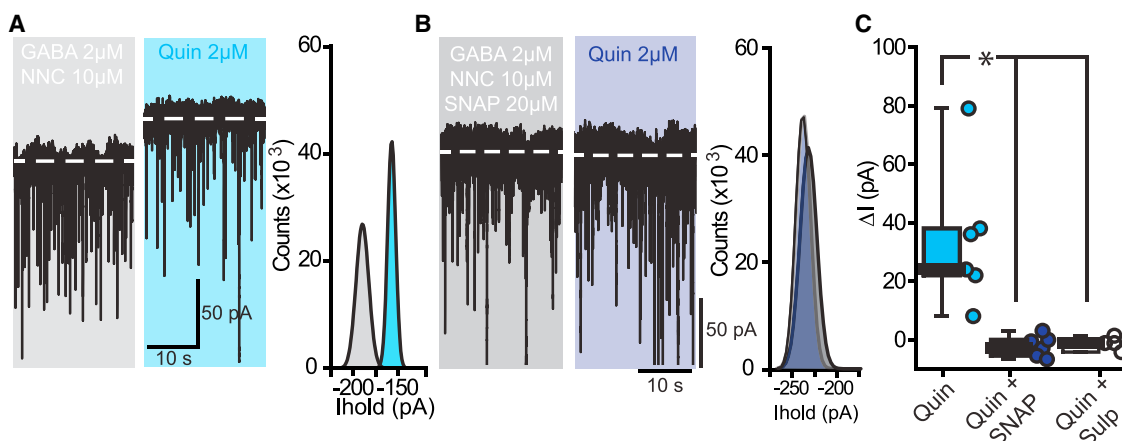 A
GABA 2µM
NNC 10µM
Quin 2µM
50 pA
10 s
Counts (x10³)
60
40
20
0
-200 -150
Ihold (pA)
B
GABA 2µM
NNC 10µM
SNAP 20µM
Quin 2µM
50 pA
10 s
Counts (x10³)
60
40
20
0
-250 -200
Ihold (pA)
C
ΔI (pA)
100
80
60
40
20
0
*
Quin
Quin +
SNAP
Quin +
Sulp